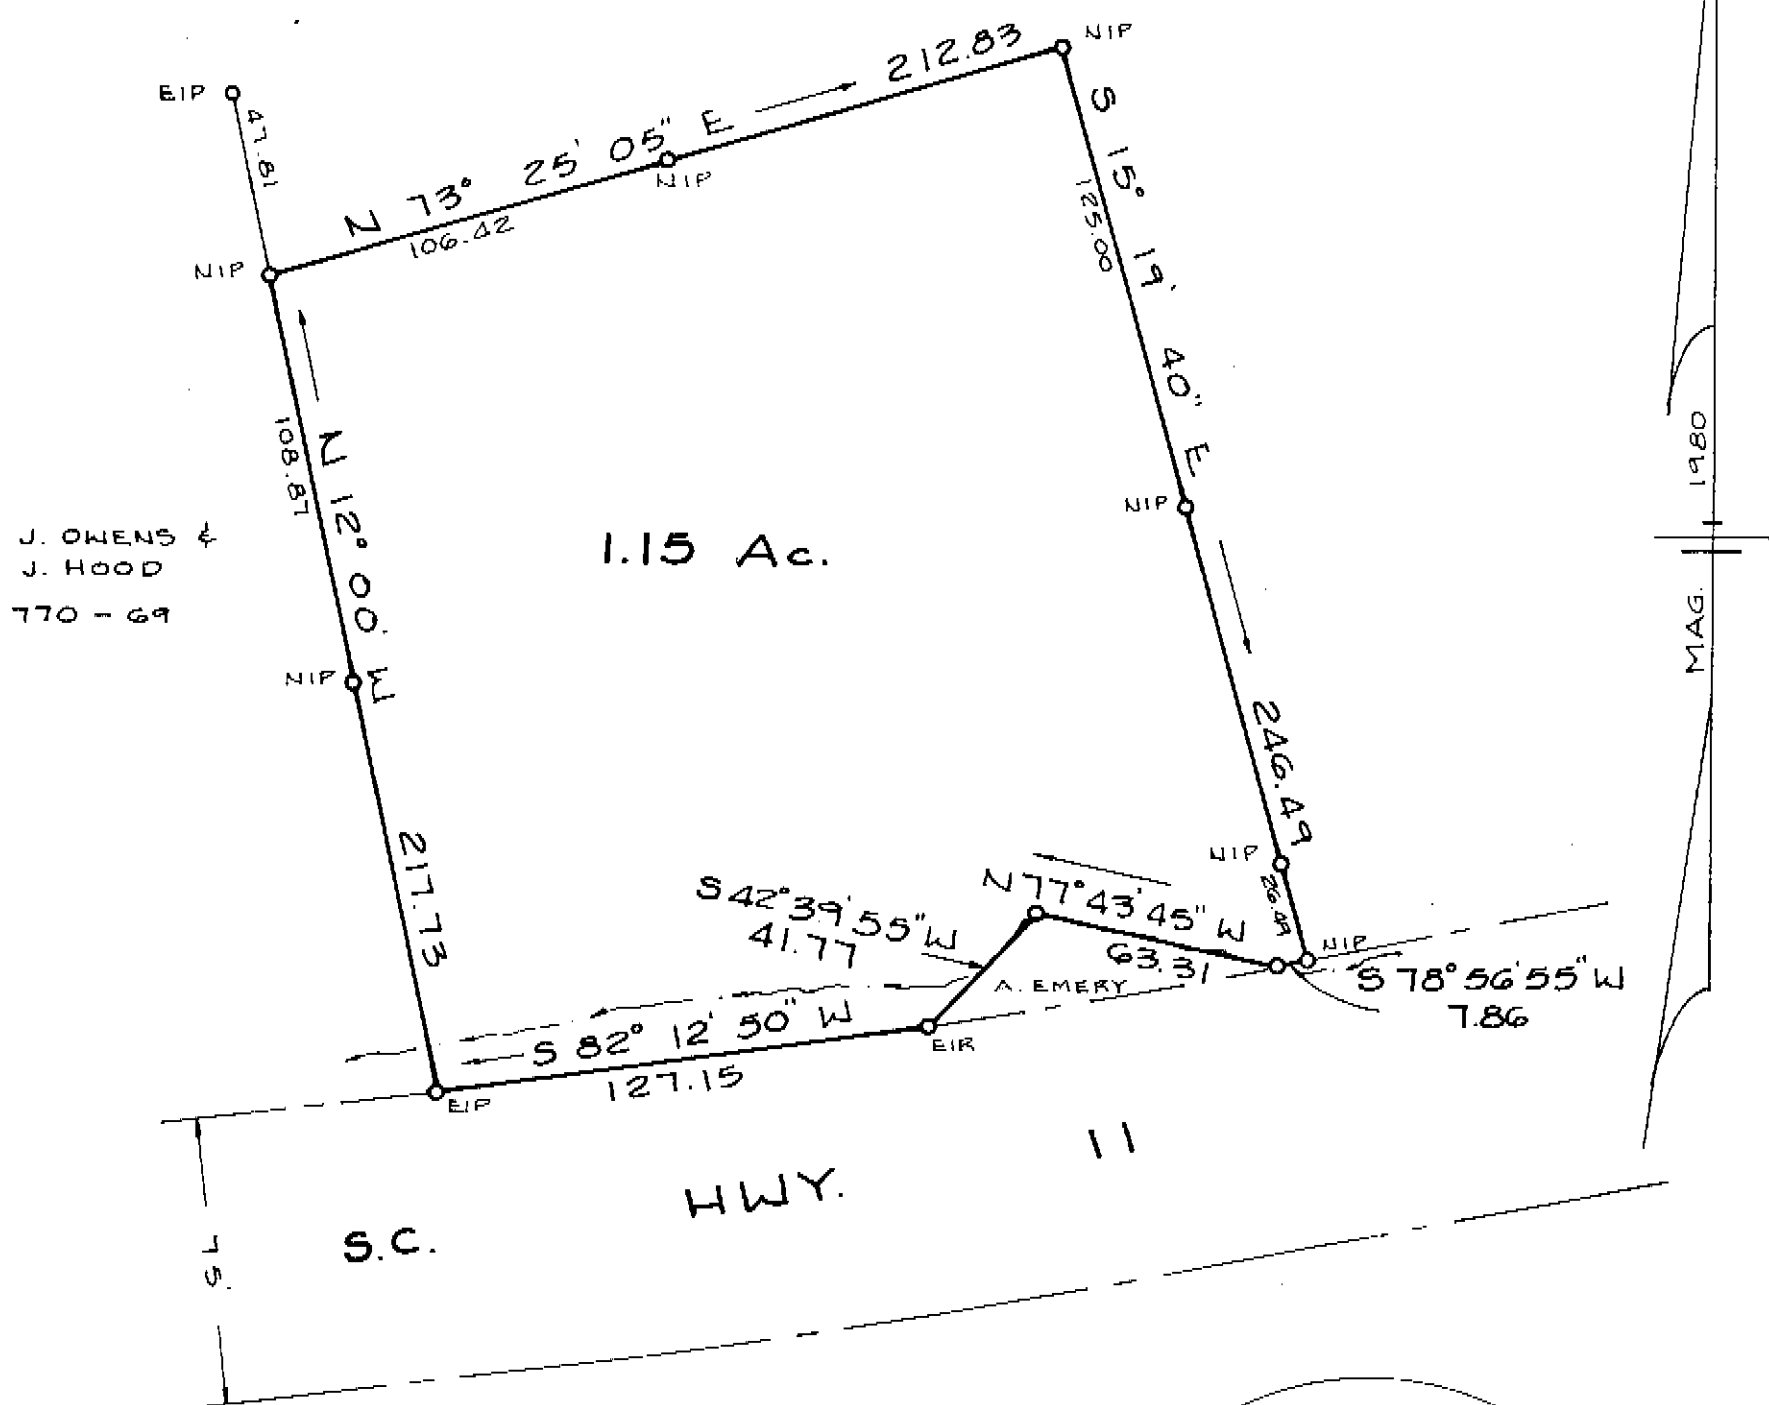 EIP
47.81
N 73° 25' 05" E
212.83
NIP
106.42
NIP
NIP
S 15° 19' 40" E
125.00
246.49
NIP
N 12° 00' W
108.87
217.73
NIP
J. OWENS &
J. HOOD
770 - 69
1.15 Ac.
MAG. 1980
NIP
26.49
NIP
N 77° 43' 45" W
63.31
S 42° 39' 55" W
41.77
A. EMERY
S 78° 56' 55" W
7.86
S 82° 12' 50" W
127.15
EIR
EIP
75'
S.C. HWY. 11